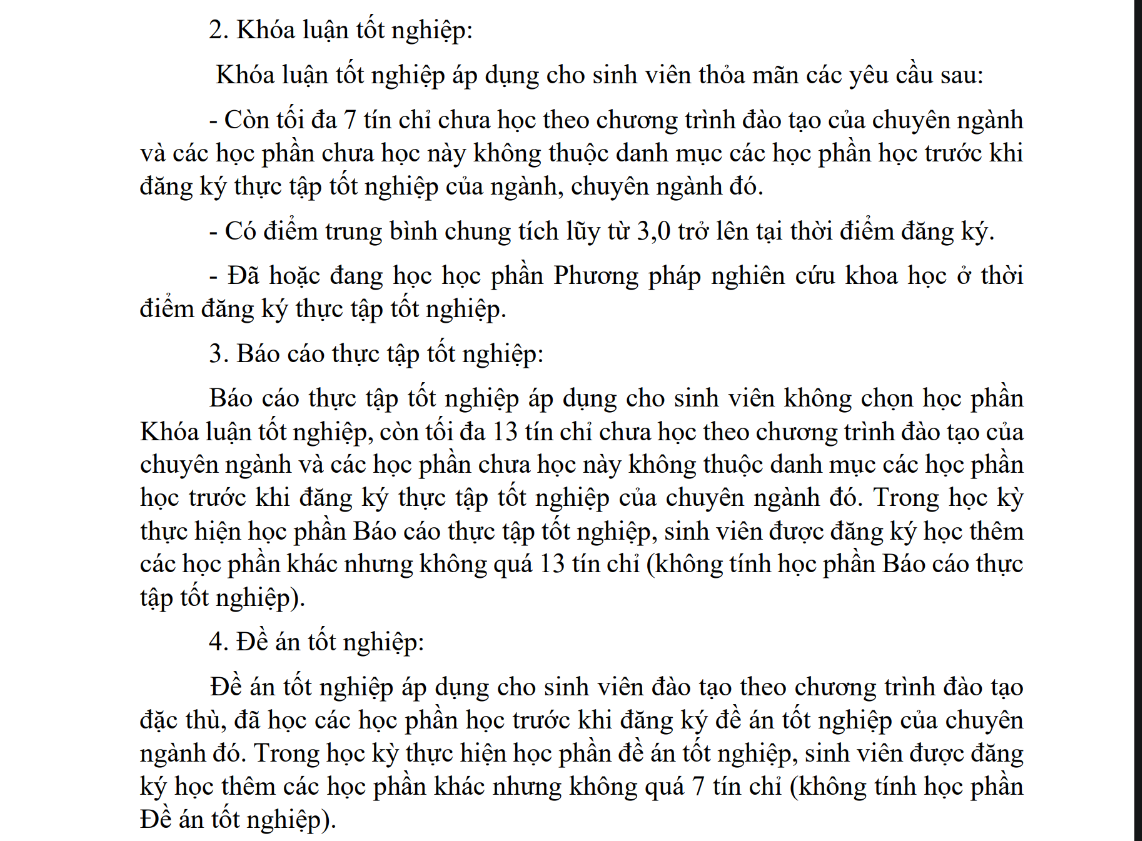 2. Khóa luận tốt nghiệp:
Khóa luận tốt nghiệp áp dụng cho sinh viên thỏa mãn các yêu cầu sau:
- Còn tối đa 7 tín chỉ chưa học theo chương trình đào tạo của chuyên ngành
và các học phần chưa học này không thuộc danh mục các học phần học trước khi
đăng ký thực tập tốt nghiệp của ngành, chuyên ngành đó.
- Có điểm trung bình chung tích lũy từ 3,0 trở lên tại thời điểm đăng ký.
- Đã hoặc đang học học phần Phương pháp nghiên cứu khoa học ở thời
điểm đăng ký thực tập tốt nghiệp.
3. Báo cáo thực tập tốt nghiệp:
Báo cáo thực tập tốt nghiệp áp dụng cho sinh viên không chọn học phần
Khóa luận tốt nghiệp, còn tối đa 13 tín chỉ chưa học theo chương trình đào tạo của
chuyên ngành và các học phần chưa học này không thuộc danh mục các học phần
học trước khi đăng ký thực tập tốt nghiệp của chuyên ngành đó. Trong học kỳ
thực hiện học phần Báo cáo thực tập tốt nghiệp, sinh viên được đăng ký học thêm
các học phần khác nhưng không quá 13 tín chỉ (không tính học phần Báo cáo thực
tập tốt nghiệp).
4. Đề án tốt nghiệp:
Đề án tốt nghiệp áp dụng cho sinh viên đào tạo theo chương trình đào tạo
đặc thù, đã học các học phần học trước khi đăng ký đề án tốt nghiệp của chuyên
ngành đó. Trong học kỳ thực hiện học phần đề án tốt nghiệp, sinh viên được đăng
ký học thêm các học phần khác nhưng không quá 7 tín chỉ (không tính học phần
Đề án tốt nghiệp).